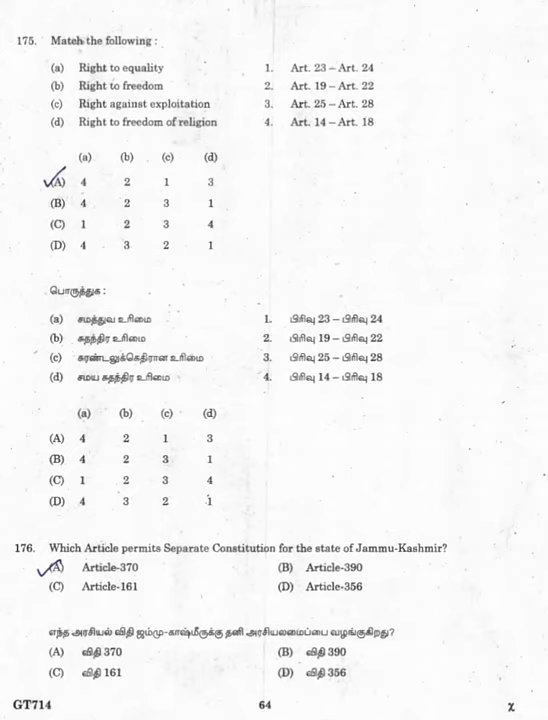 175. Match the following :
(a) Right to equality 1. Art. 23 – Art. 24
(b) Right to freedom 2. Art. 19 – Art. 22
(c) Right against exploitation 3. Art. 25 – Art. 28
(d) Right to freedom of religion 4. Art. 14 – Art. 18
(a) (b) (c) (d)
(A) 4 2 1 3
(B) 4 2 3 1
(C) 1 2 3 4
(D) 4 3 2 1
பொருத்துக :
(a) சமத்துவ உரிமை 1. பிரிவு 23 – பிரிவு 24
(b) சுதந்திர உரிமை 2. பிரிவு 19 – பிரிவு 22
(c) சுரண்டலுக்கெதிரான உரிமை 3. பிரிவு 25 – பிரிவு 28
(d) சமய சுதந்திர உரிமை 4. பிரிவு 14 – பிரிவு 18
(a) (b) (c) (d)
(A) 4 2 1 3
(B) 4 2 3 1
(C) 1 2 3 4
(D) 4 3 2 1
176. Which Article permits Separate Constitution for the state of Jammu-Kashmir?
(A) Article-370 (B) Article-390
(C) Article-161 (D) Article-356
எந்த அரசியல் விதி ஜம்மு-காஷ்மீருக்கு தனி அரசியலமைப்பை வழங்குகிறது?
(A) விதி 370 (B) விதி 390
(C) விதி 161 (D) விதி 356
GT714 64 χ